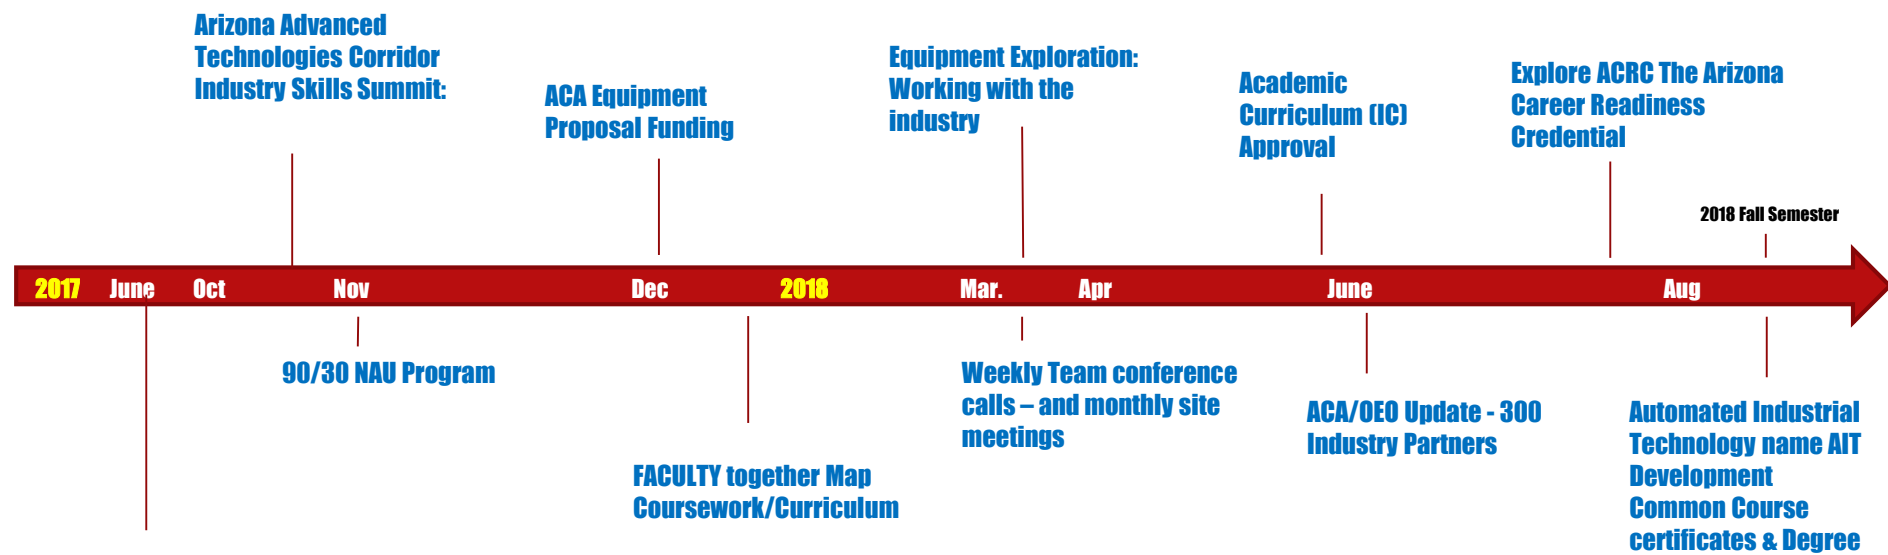 Arizona Advanced
Technologies Corridor
Industry Skills Summit:
ACA Equipment
Proposal Funding
Equipment Exploration:
Working with the
industry
Academic
Curriculum (IC)
Approval
Explore ACRC The Arizona
Career Readiness
Credential
2018 Fall Semester
2017 June Oct Nov Dec 2018 Mar. Apr June Aug
90/30 NAU Program
FACULTY together Map
Coursework/Curriculum
Weekly Team conference
calls – and monthly site
meetings
ACA/OEO Update - 300
Industry Partners
Automated Industrial
Technology name AIT
Development
Common Course
certificates & Degree